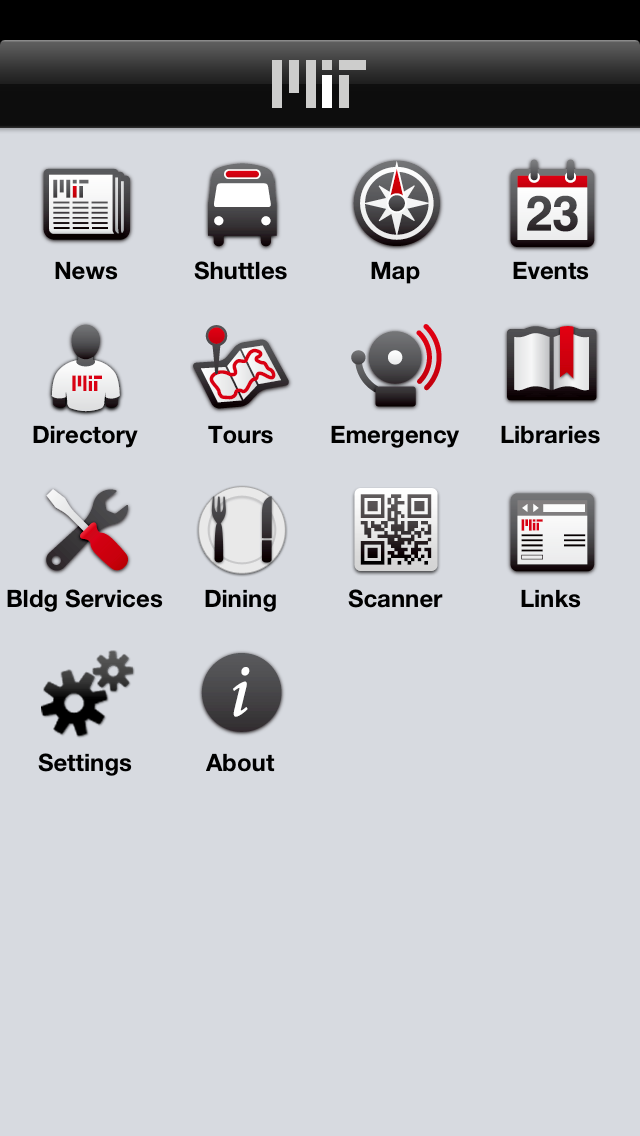 MIT
MIT
News
Shuttles
Map
23
Events
MIT
Directory
Tours
Emergency
Libraries
Bldg Services
Dining
Scanner
MIT
Links
Settings
i
About